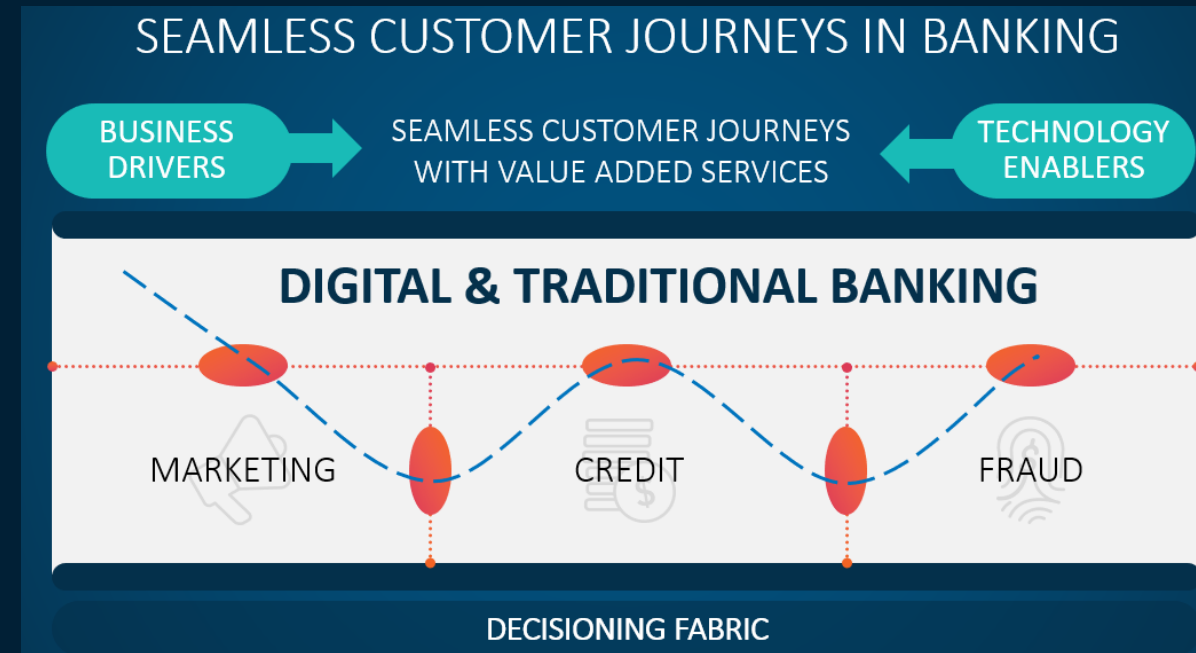 SEAMLESS CUSTOMER JOURNEYS IN BANKING
BUSINESS
DRIVERS
SEAMLESS CUSTOMER JOURNEYS
WITH VALUE ADDED SERVICES
TECHNOLOGY
ENABLERS
DIGITAL & TRADITIONAL BANKING
MARKETING
CREDIT
$
FRAUD
$
DECISIONING FABRIC